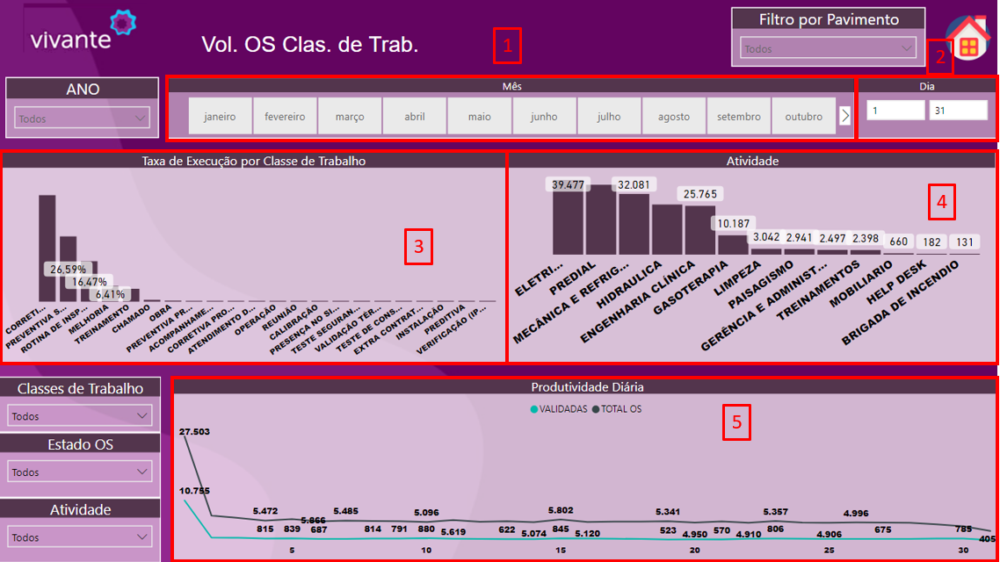 vivante
Vol. OS Clas. de Trab.
1
Filtro por Pavimento
Todos
2
ANO
Todos
Mês
janeiro
fevereiro
março
abril
maio
junho
julho
agosto
setembro
outubro
Dia
1
31
Taxa de Execução por Classe de Trabalho
26,59%
16,47%
6,41%
3
CORRETI...
PREVENTIVA S...
ROTINA DE INSP...
MELHORIA
TREINAMENTO
CHAMADO
OBRA
PREVENTIVA PR...
ACOMPANHAME...
CORRETIVA PRO...
ATENDIMENTO D...
OPERAÇÃO
REUNIÃO
CALIBRAÇÃO
PRESENÇA NO SI...
TESTE SEGURAN...
VALIDAÇÃO TÉR...
TESTE DE CONS...
EXTRA CONTRAT...
INSTALAÇÃO
PREDITIVA
VERIFICAÇÃO (IP...
Atividade
39.477
32.081
25.765
10.187
3.042
2.941
2.497
2.398
660
182
131
4
ELETRI...
PREDIAL
MECÂNICA E REFRIG...
HIDRAULICA
ENGENHARIA CLÍNICA
GASOTERAPIA
LIMPEZA
PAISAGISMO
GERÊNCIA E ADMINIST...
TREINAMENTOS
MOBILIARIO
HELP DESK
BRIGADA DE INCENDIO
Classes de Trabalho
Todos
Estado OS
Todos
Atividade
Todos
Produtividade Diária
VALIDADAS TOTAL OS
5
27.503
10.755
5.472
5.866
5.485
5.096
5.619
5.074
5.802
5.120
5.341
4.950
4.910
5.357
4.906
4.996
815
839
687
814
791
880
622
845
523
570
806
675
785
405
5
10
15
20
25
30